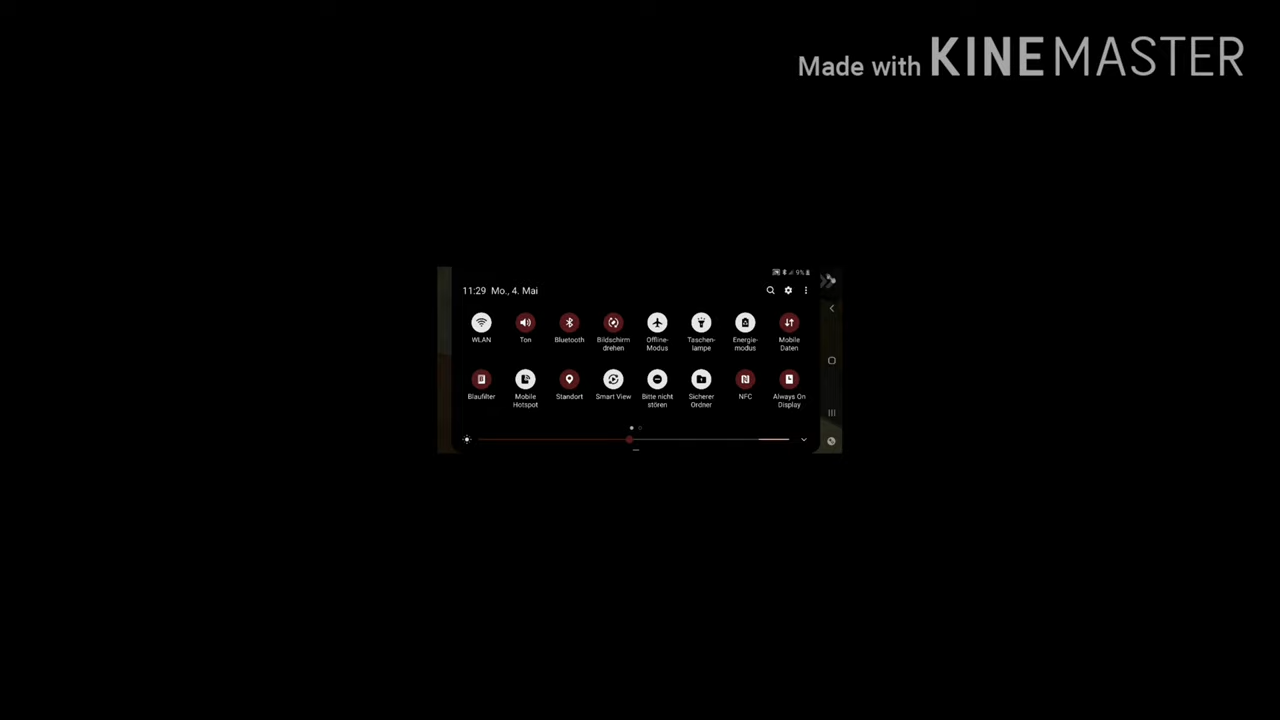 Made with KINEMASTER
9%
11:29 Mo., 4. Mai
WLAN
Ton
Bluetooth
Bildschirm
drehen
Offline-
Modus
Taschen-
lampe
Energie-
modus
Mobile
Daten
Blaufilter
Mobile
Hotspot
Standort
Smart View
Bitte nicht
stören
Sicherer
Ordner
NFC
Always On
Display